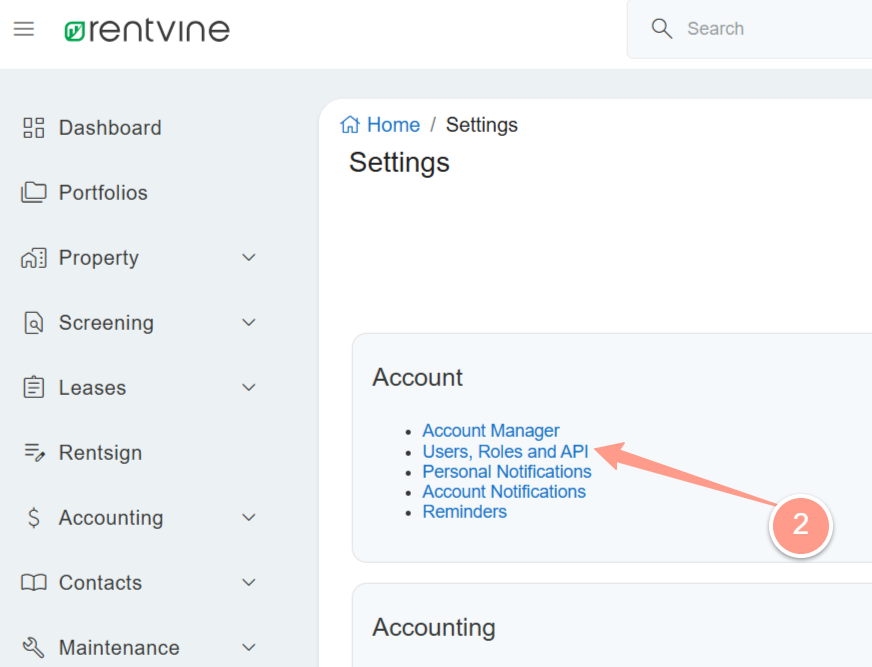 rentvine
Search
Dashboard
Portfolios
Property
Screening
Leases
Rentsign
Accounting
Contacts
Maintenance
Home / Settings
Settings
Account
• Account Manager
• Users, Roles and API
• Personal Notifications
• Account Notifications
• Reminders
2
Accounting